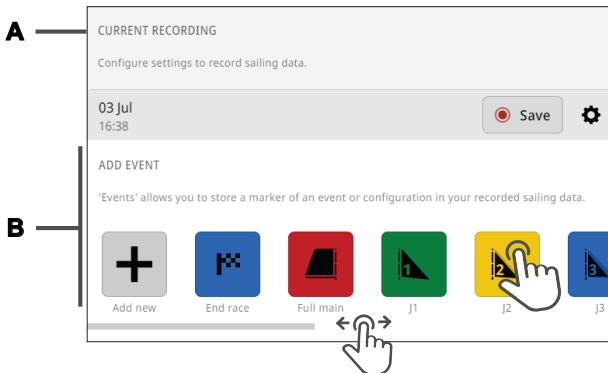 A
CURRENT RECORDING
Configure settings to record sailing data.
03 Jul
16:38
Save
ADD EVENT
'Events' allows you to store a marker of an event or configuration in your recorded sailing data.
B
1
2
3
Add new
End race
Full main
J1
J2
J3